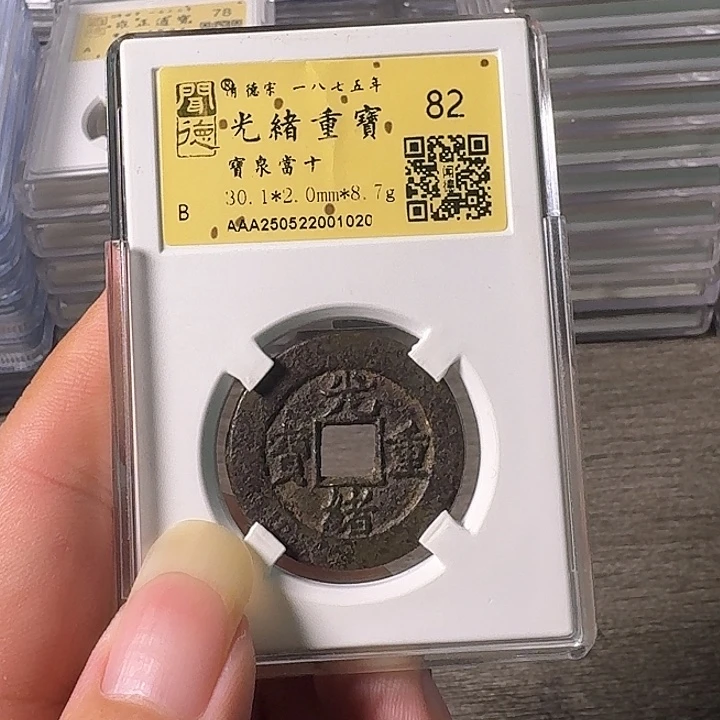 78
聞德
清德宗 一八七五年
光緒重寶
82
寶泉當十
30.1*2.0mm*8.7g
B
AAA250522001020
光緒重寶